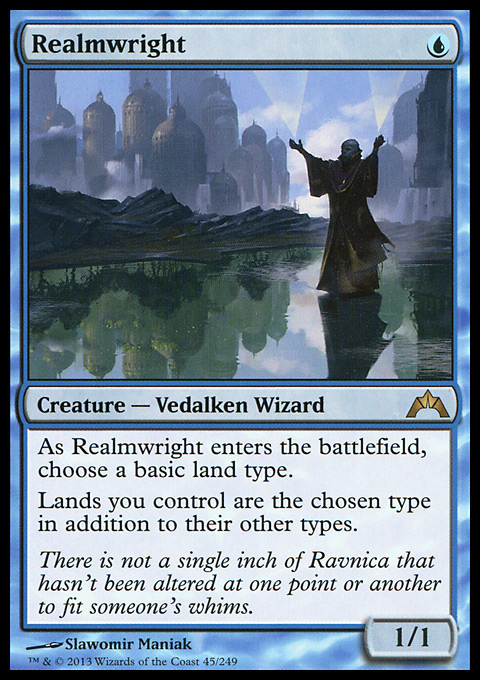 Realmwright
Creature — Vedalken Wizard
As Realmwright enters the battlefield,
choose a basic land type.
Lands you control are the chosen type
in addition to their other types.
There is not a single inch of Ravnica that
hasn't been altered at one point or another
to fit someone's whims.
1/1
Slawomir Maniak
™ & © 2013 Wizards of the Coast 45/249